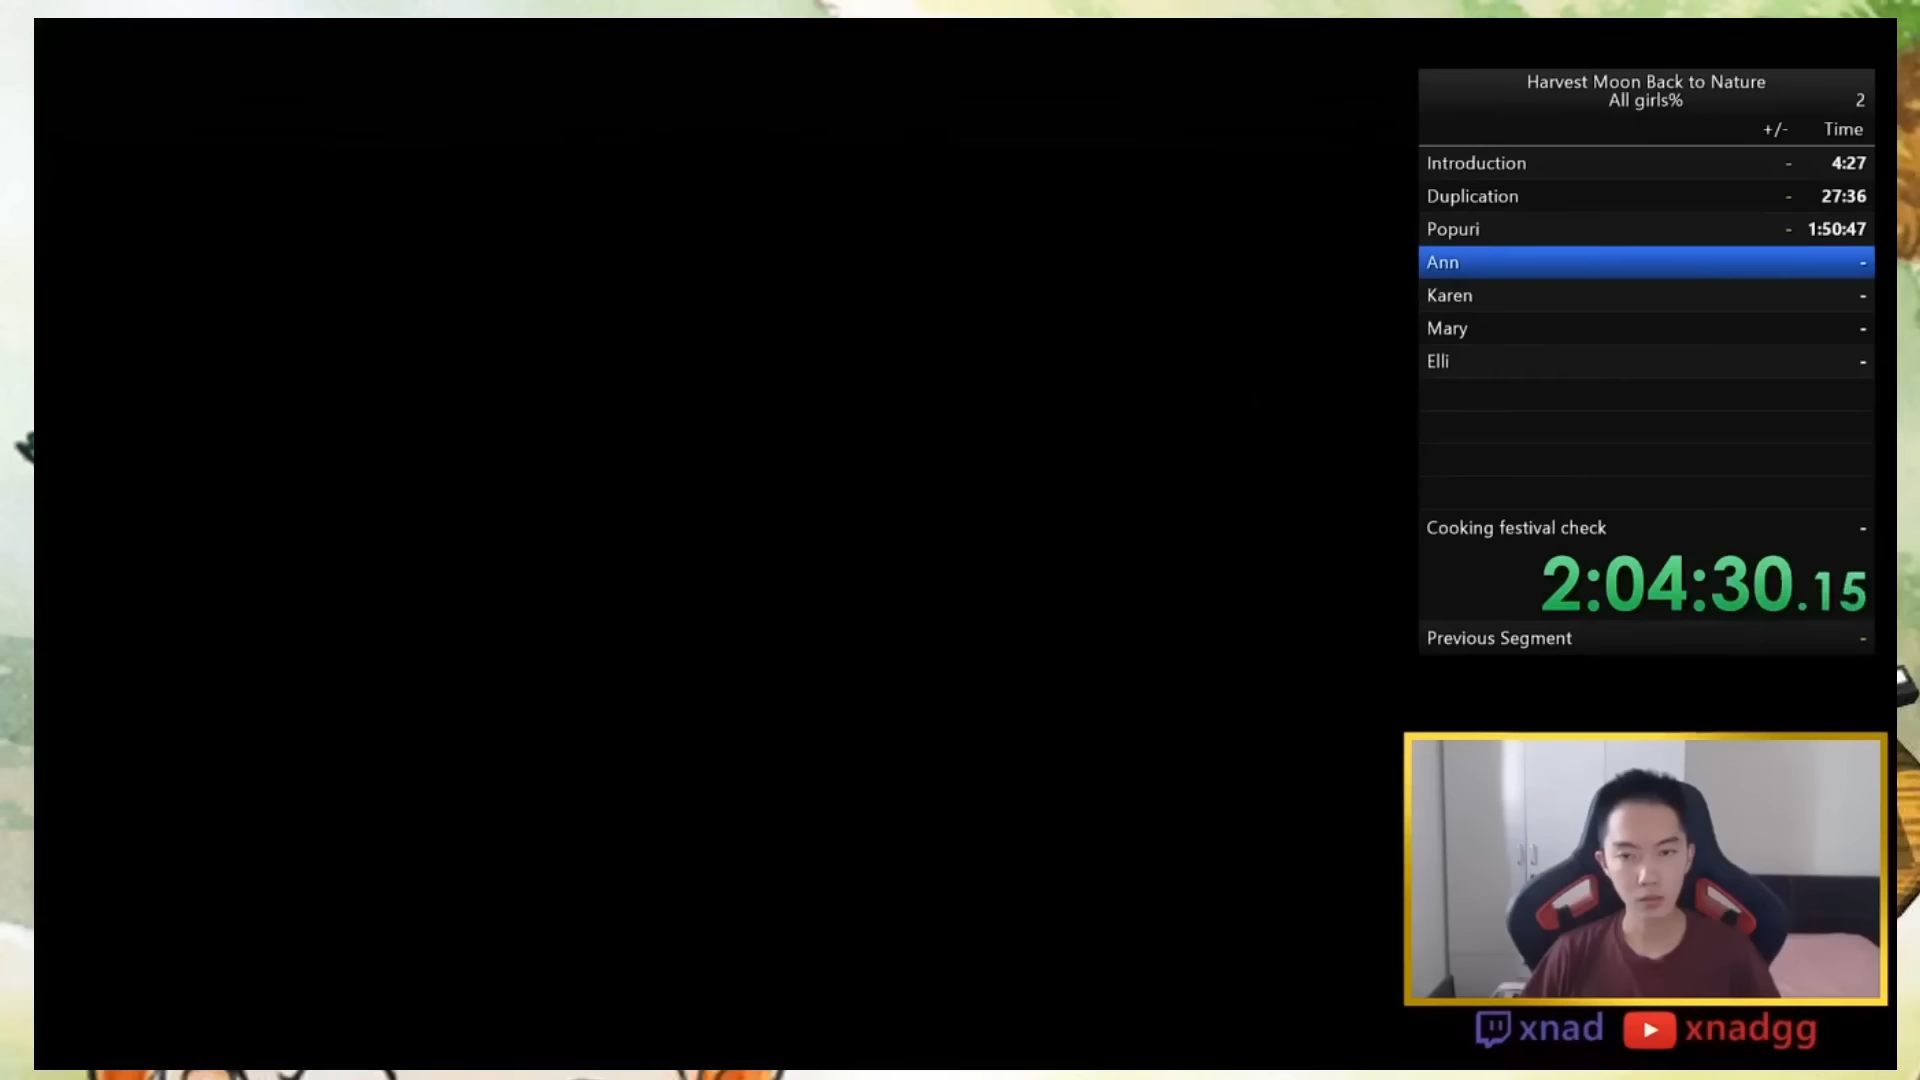 Harvest Moon Back to Nature
All girls% 2
+/- Time
Introduction - 4:27
Duplication - 27:36
Popuri - 1:50:47
Ann -
Karen -
Mary -
Elli -
Cooking festival check -
2:04:30.15
Previous Segment -
xnad xnadgg